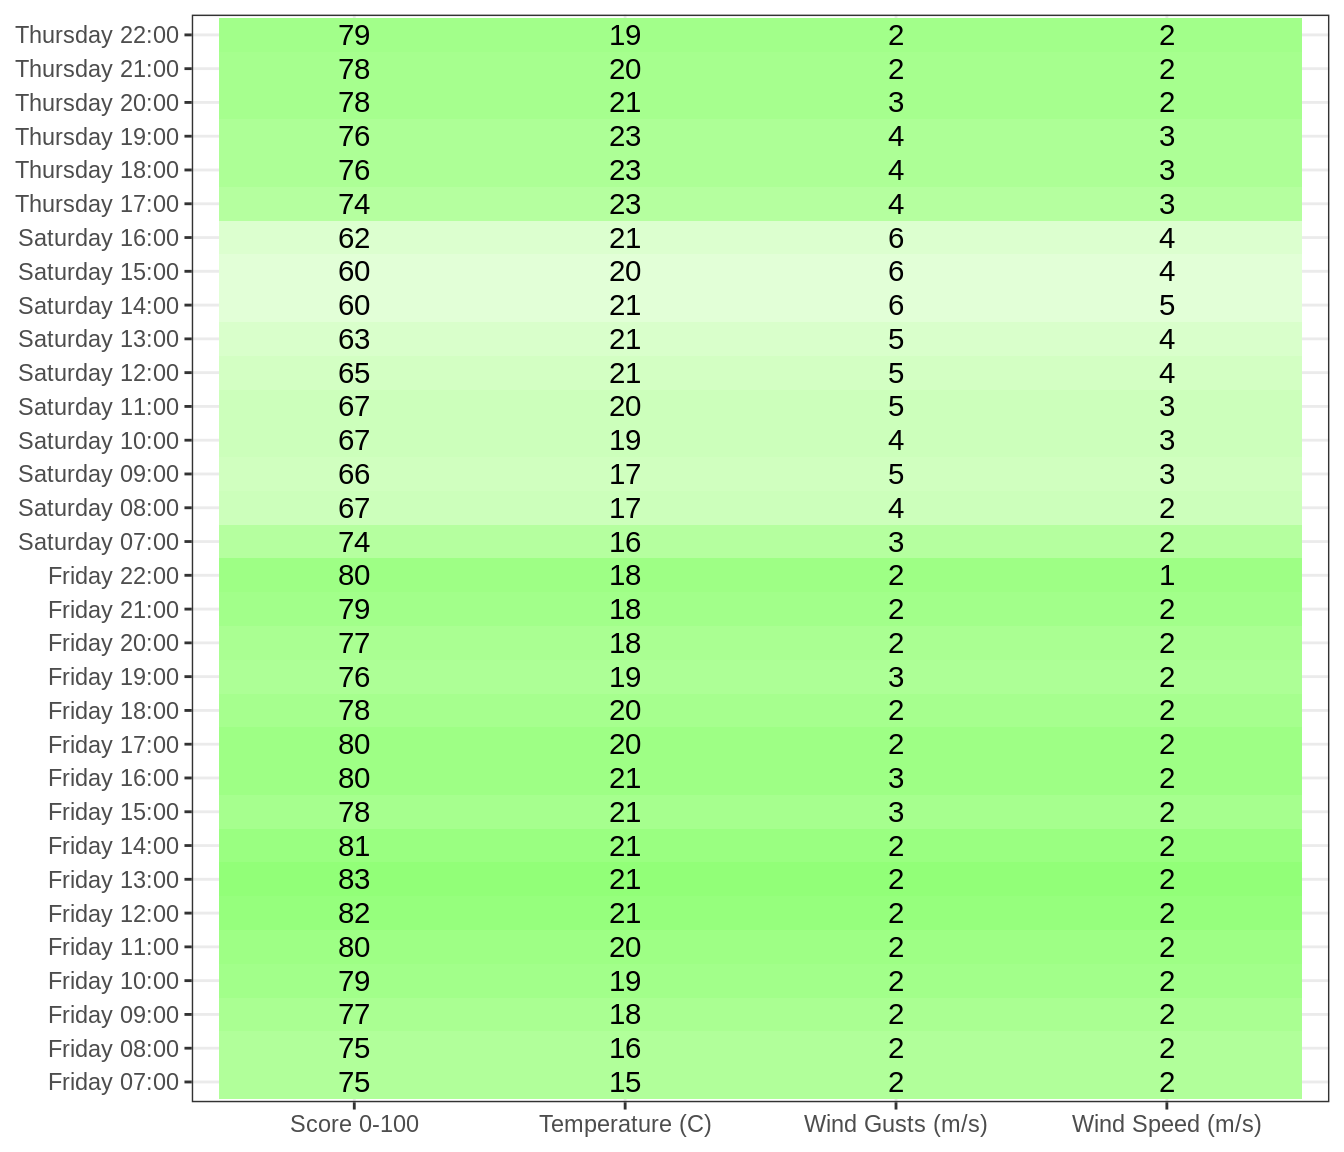 Thursday 22:00 79 19 2 2
Thursday 21:00 78 20 2 2
Thursday 20:00 78 21 3 2
Thursday 19:00 76 23 4 3
Thursday 18:00 76 23 4 3
Thursday 17:00 74 23 4 3
Saturday 16:00 62 21 6 4
Saturday 15:00 60 20 6 4
Saturday 14:00 60 21 6 5
Saturday 13:00 63 21 5 4
Saturday 12:00 65 21 5 4
Saturday 11:00 67 20 5 3
Saturday 10:00 67 19 4 3
Saturday 09:00 66 17 5 3
Saturday 08:00 67 17 4 2
Saturday 07:00 74 16 3 2
Friday 22:00 80 18 2 1
Friday 21:00 79 18 2 2
Friday 20:00 77 18 2 2
Friday 19:00 76 19 3 2
Friday 18:00 78 20 2 2
Friday 17:00 80 20 2 2
Friday 16:00 80 21 3 2
Friday 15:00 78 21 3 2
Friday 14:00 81 21 2 2
Friday 13:00 83 21 2 2
Friday 12:00 82 21 2 2
Friday 11:00 80 20 2 2
Friday 10:00 79 19 2 2
Friday 09:00 77 18 2 2
Friday 08:00 75 16 2 2
Friday 07:00 75 15 2 2
Score 0-100 Temperature (C) Wind Gusts (m/s) Wind Speed (m/s)